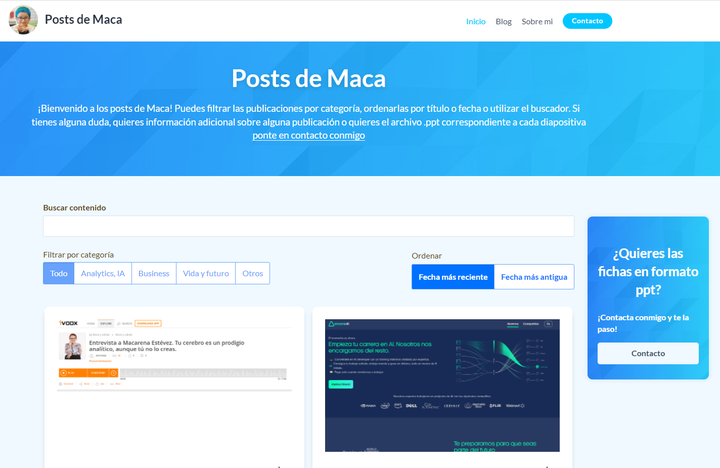 Posts de Maca
Inicio Blog Sobre mi Contacto
Posts de Maca
¡Bienvenido a los posts de Maca! Puedes filtrar las publicaciones por categoría, ordenarlas por título o fecha o utilizar el buscador. Si
tienes alguna duda, quieres información adicional sobre alguna publicación o quieres el archivo .ppt correspondiente a cada diapositiva
ponte en contacto conmigo
Buscar contenido
Filtrar por categoría
Todo Analytics, IA Business Vida y futuro Otros
Ordenar
Fecha más reciente Fecha más antigua
¿Quieres las
fichas en formato
ppt?
¡Contacta conmigo y te la
paso!
Contacto
Entrevista a Macarena Estévez. Tu cerebro es un prodigio
analítico, aunque tú no lo creas.
Empieza tu carrera en AI. Nosotros nos
encargamos del resto.
DELL
Walmart
Te preparamos para que seas
parte del futuro